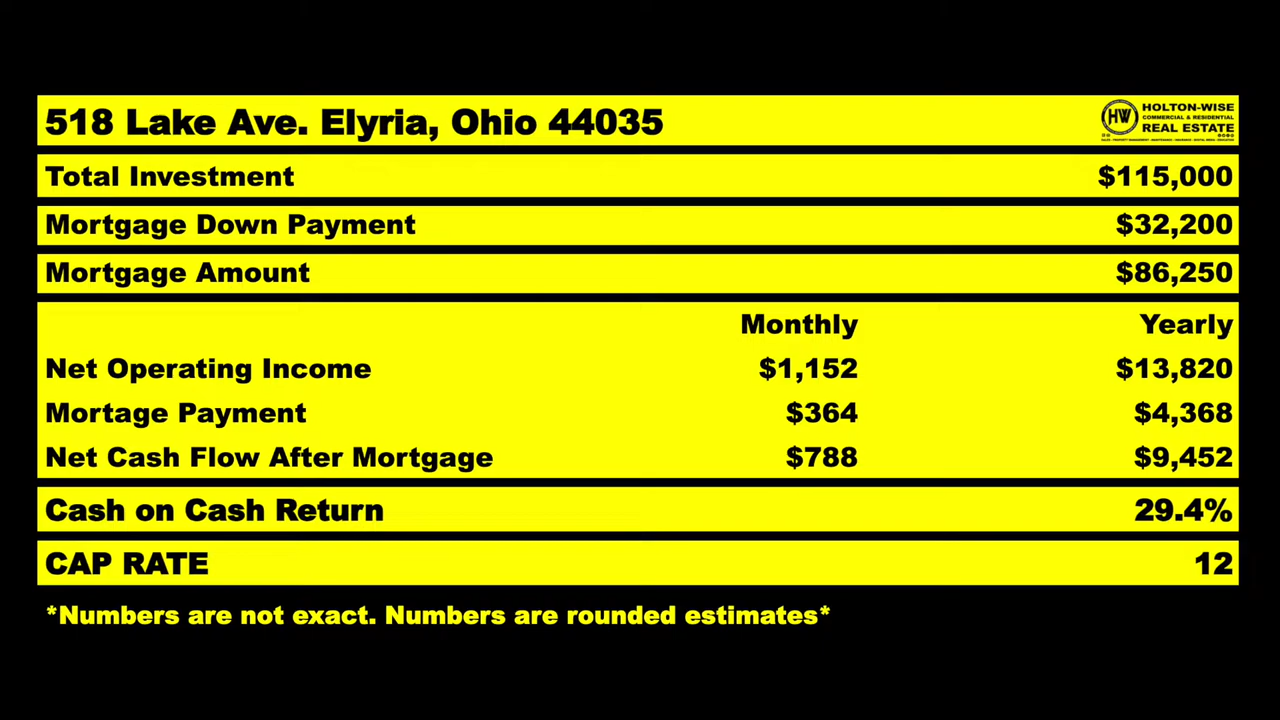 518 Lake Ave. Elyria, Ohio 44035
HOLTON-WISE
COMMERCIAL & RESIDENTIAL
REAL ESTATE
HW
Total Investment $115,000
Mortgage Down Payment $32,200
Mortgage Amount $86,250
Monthly Yearly
Net Operating Income $1,152 $13,820
Mortage Payment $364 $4,368
Net Cash Flow After Mortgage $788 $9,452
Cash on Cash Return 29.4%
CAP RATE 12
*Numbers are not exact. Numbers are rounded estimates*